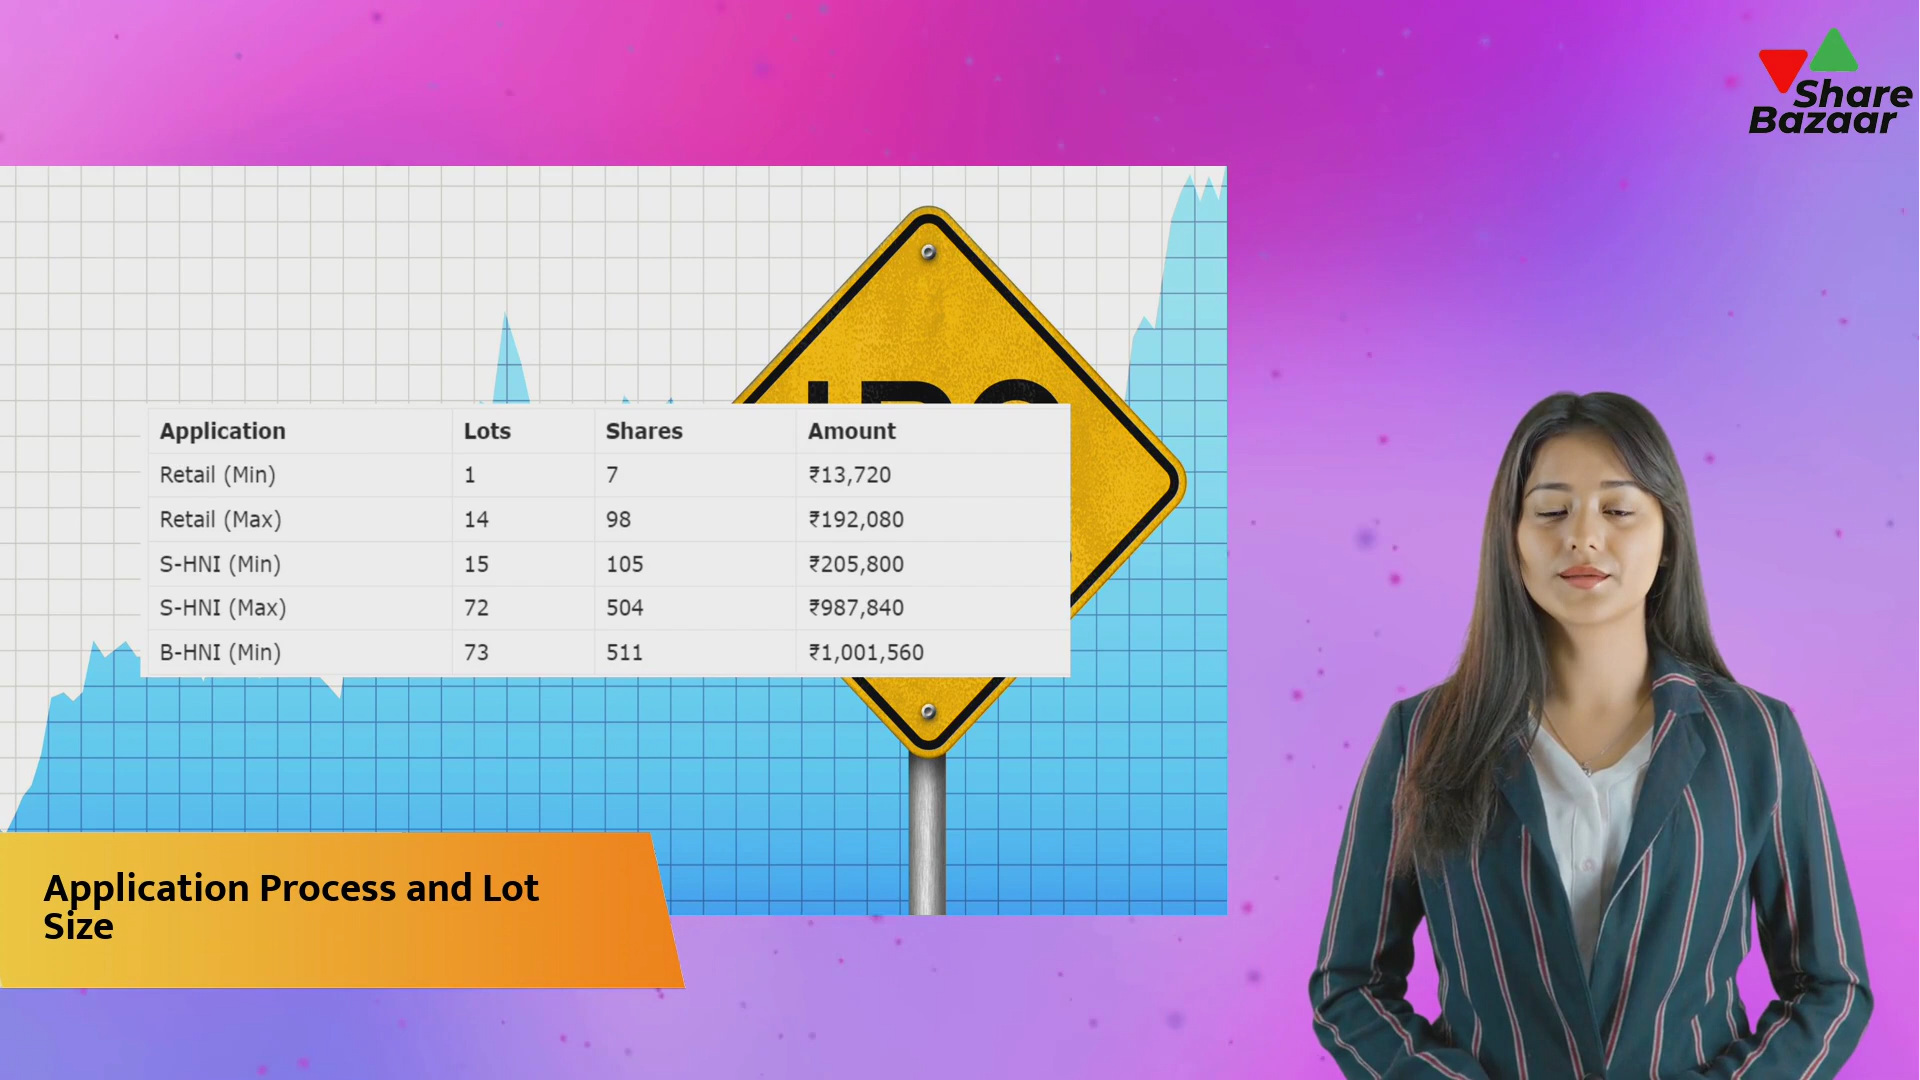 Share
Bazaar
IPO
Application Lots Shares Amount
Retail (Min) 1 7 ₹13,720
Retail (Max) 14 98 ₹192,080
S-HNI (Min) 15 105 ₹205,800
S-HNI (Max) 72 504 ₹987,840
B-HNI (Min) 73 511 ₹1,001,560
Application Process and Lot
Size